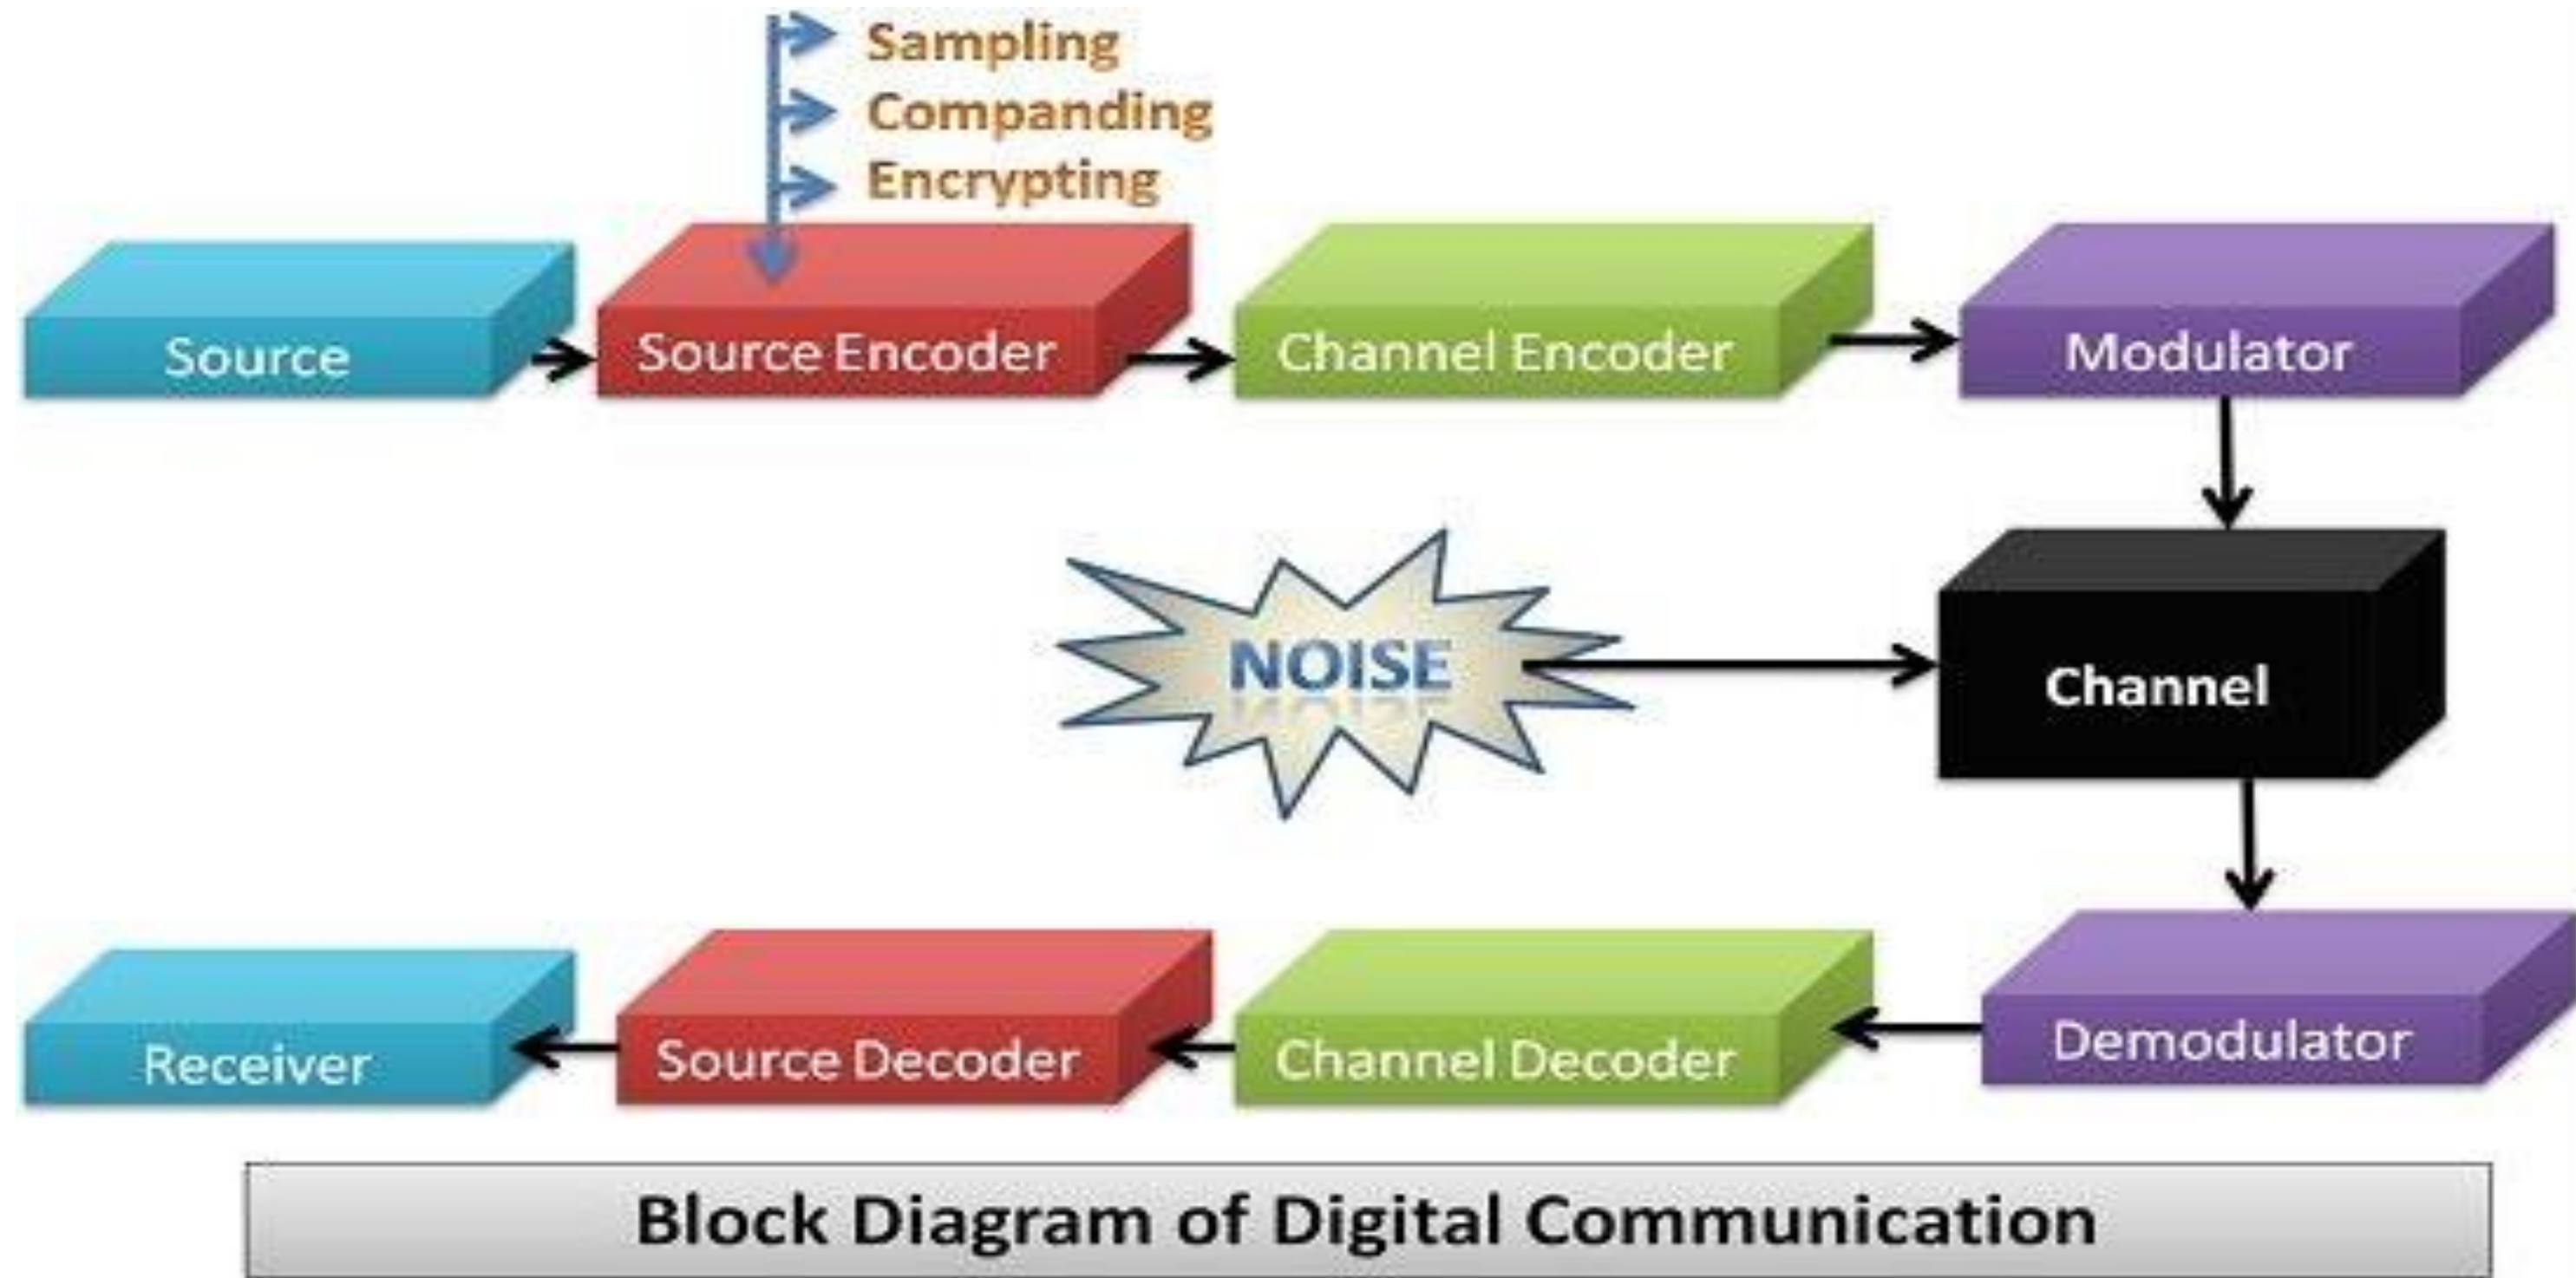 Sampling
Companding
Encrypting
Source
Source Encoder
Channel Encoder
Modulator
NOISE
Channel
Receiver
Source Decoder
Channel Decoder
Demodulator
Block Diagram of Digital Communication